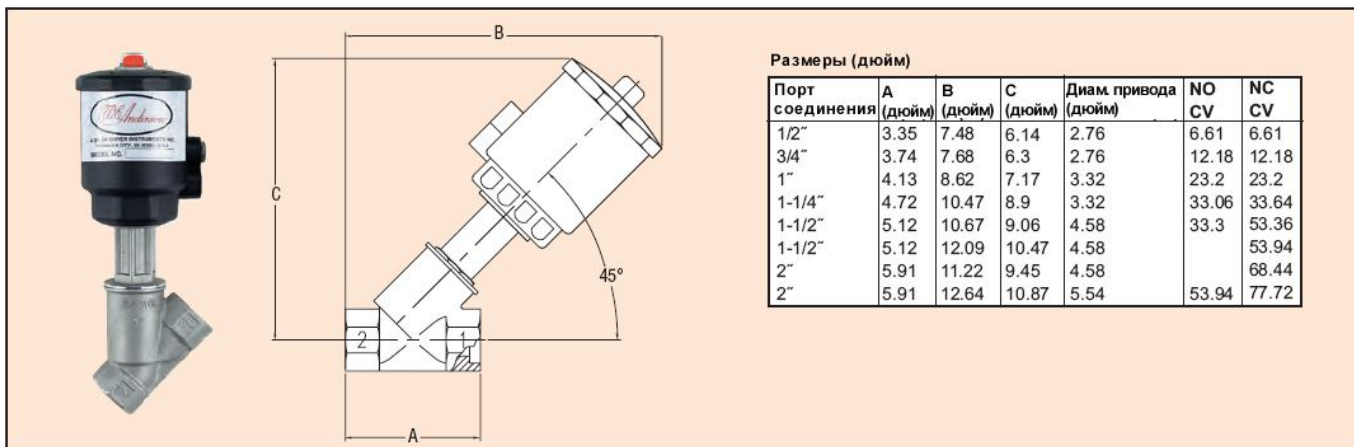 W.E. Anderson
B
C
45°
2
1
A
Размеры (дюйм)
Порт соединения A (дюйм) B (дюйм) C (дюйм) Диам. привода (дюйм) NO CV NC CV
1/2˝ 3.35 7.48 6.14 2.76 6.61 6.61
3/4˝ 3.74 7.68 6.3 2.76 12.18 12.18
1˝ 4.13 8.62 7.17 3.32 23.2 23.2
1-1/4˝ 4.72 10.47 8.9 3.32 33.06 33.64
1-1/2˝ 5.12 10.67 9.06 4.58 33.3 53.36
1-1/2˝ 5.12 12.09 10.47 4.58 53.94
2˝ 5.91 11.22 9.45 4.58 68.44
2˝ 5.91 12.64 10.87 5.54 53.94 77.72